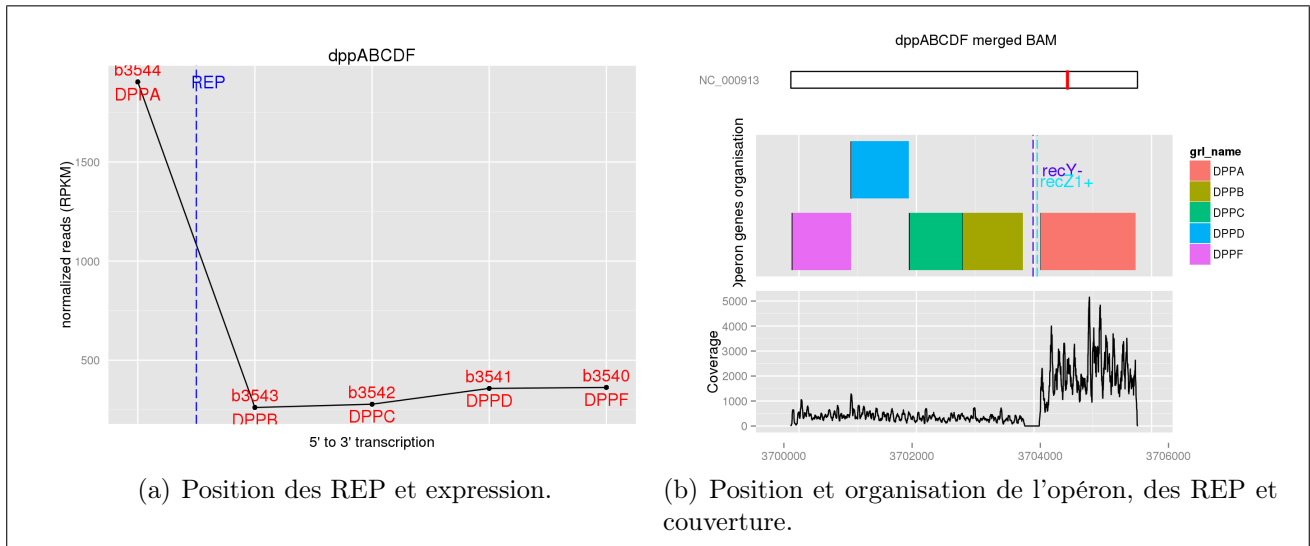 dppABCDF
b3544
DPPA
REP
1500
1000
500
normalized reads (RPKM)
b3543
DPPB
b3542
DPPC
b3541
DPPD
b3540
DPPF
5' to 3' transcription
(a) Position des REP et expression.
dppABCDF merged BAM
NC_000913
operon genes organisation
recY-
recZ1+
grl_name
DPPA
DPPB
DPPC
DPPD
DPPF
Coverage
5000
4000
3000
2000
1000
0
3700000
3702000
3704000
3706000
(b) Position et organisation de l'opéron, des REP et
couverture.